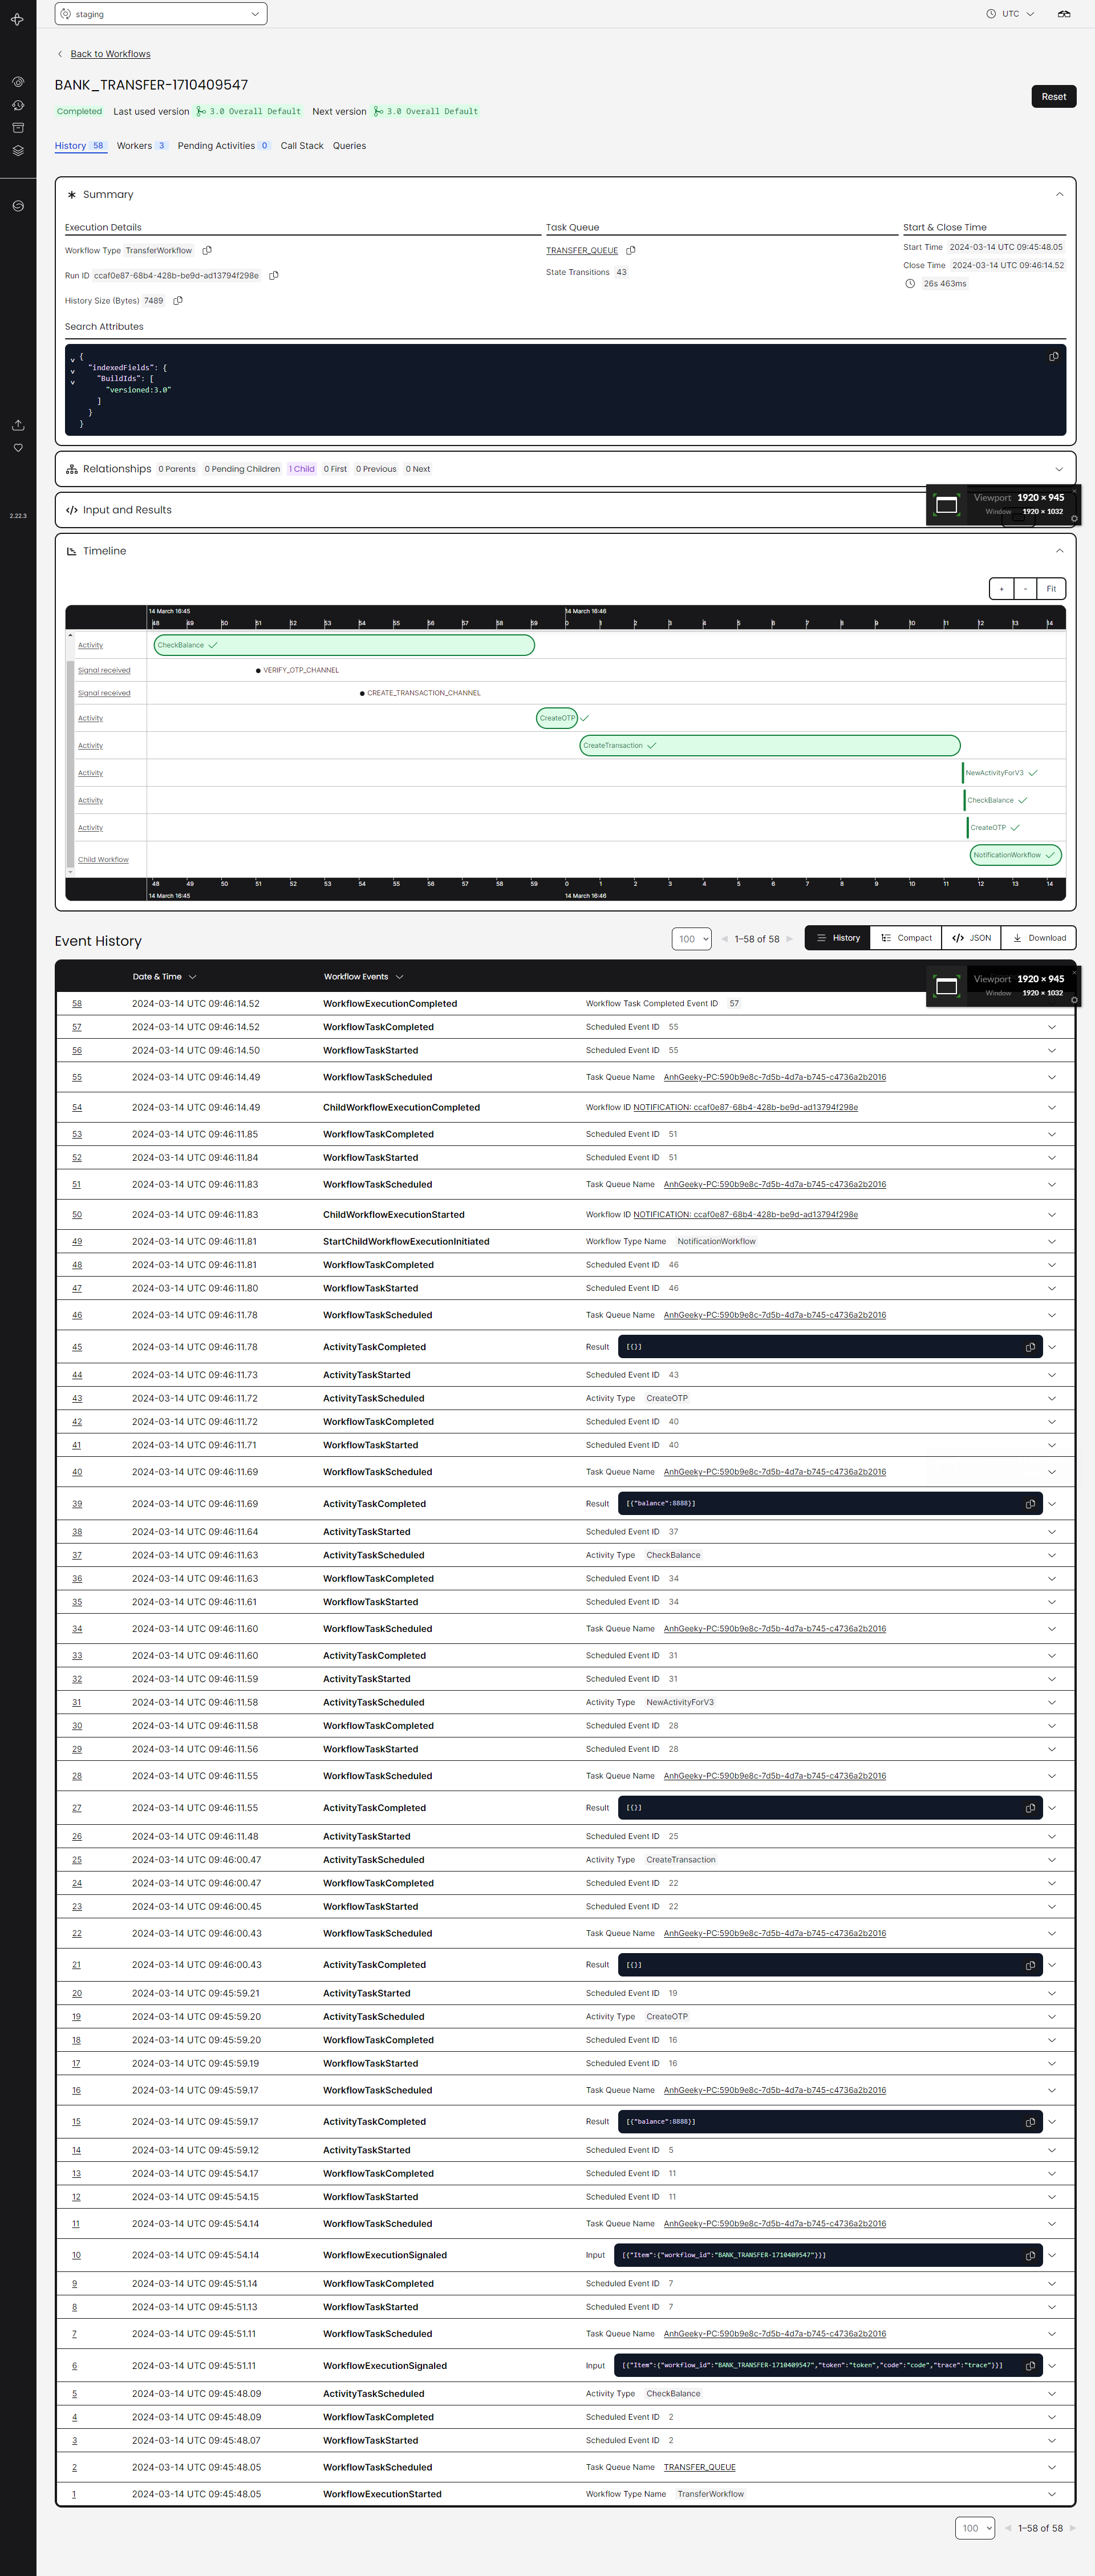 staging
UTC
Back to Workflows
BANK_TRANSFER-1710409547
Reset
Completed Last used version 3.0 Overall Default Next version 3.0 Overall Default
History 58 Workers 3 Pending Activities 0 Call Stack Queries
Summary
Execution Details
Workflow Type TransferWorkflow
Run ID ccaf0e87-68b4-428b-be9d-ad13794f298e
History Size (Bytes) 7489
Task Queue
TRANSFER_QUEUE
State Transitions 43
Start & Close Time
Start Time 2024-03-14 UTC 09:45:48.05
Close Time 2024-03-14 UTC 09:46:14.52
26s 463ms
Search Attributes
{
"indexedFields": {
"BuildIds": [
"versioned:3.0"
]
}
}
Relationships 0 Parents 0 Pending Children 1 Child 0 First 0 Previous 0 Next
Input and Results
Viewport 1920 × 945
Window 1920 × 1032
2.22.3
Timeline
+ - Fit
14 March 16:45 14 March 16:46
48 49 50 51 52 53 54 55 56 57 58 59 0 1 2 3 4 5 6 7 8 9 10 11 12 13 14
Activity CheckBalance
Signal received VERIFY_OTP_CHANNEL
Signal received CREATE_TRANSACTION_CHANNEL
Activity CreateOTP
Activity CreateTransaction
Activity NewActivityForV3
Activity CheckBalance
Activity CreateOTP
Child Workflow NotificationWorkflow
48 49 50 51 52 53 54 55 56 57 58 59 0 1 2 3 4 5 6 7 8 9 10 11 12 13 14
14 March 16:45 14 March 16:46
Event History
100 1–58 of 58 History Compact JSON Download
Date & Time Workflow Events
Viewport 1920 × 945
Window 1920 × 1032
58 2024-03-14 UTC 09:46:14.52 WorkflowExecutionCompleted Workflow Task Completed Event ID 57
57 2024-03-14 UTC 09:46:14.52 WorkflowTaskCompleted Scheduled Event ID 55
56 2024-03-14 UTC 09:46:14.50 WorkflowTaskStarted Scheduled Event ID 55
55 2024-03-14 UTC 09:46:14.49 WorkflowTaskScheduled Task Queue Name AnhGeeky-PC:590b9e8c-7d5b-4d7a-b745-c4736a2b2016
54 2024-03-14 UTC 09:46:14.49 ChildWorkflowExecutionCompleted Workflow ID NOTIFICATION: ccaf0e87-68b4-428b-be9d-ad13794f298e
53 2024-03-14 UTC 09:46:11.85 WorkflowTaskCompleted Scheduled Event ID 51
52 2024-03-14 UTC 09:46:11.84 WorkflowTaskStarted Scheduled Event ID 51
51 2024-03-14 UTC 09:46:11.83 WorkflowTaskScheduled Task Queue Name AnhGeeky-PC:590b9e8c-7d5b-4d7a-b745-c4736a2b2016
50 2024-03-14 UTC 09:46:11.83 ChildWorkflowExecutionStarted Workflow ID NOTIFICATION: ccaf0e87-68b4-428b-be9d-ad13794f298e
49 2024-03-14 UTC 09:46:11.81 StartChildWorkflowExecutionInitiated Workflow Type Name NotificationWorkflow
48 2024-03-14 UTC 09:46:11.81 WorkflowTaskCompleted Scheduled Event ID 46
47 2024-03-14 UTC 09:46:11.80 WorkflowTaskStarted Scheduled Event ID 46
46 2024-03-14 UTC 09:46:11.78 WorkflowTaskScheduled Task Queue Name AnhGeeky-PC:590b9e8c-7d5b-4d7a-b745-c4736a2b2016
45 2024-03-14 UTC 09:46:11.78 ActivityTaskCompleted Result [{}]
44 2024-03-14 UTC 09:46:11.73 ActivityTaskStarted Scheduled Event ID 43
43 2024-03-14 UTC 09:46:11.72 ActivityTaskScheduled Activity Type CreateOTP
42 2024-03-14 UTC 09:46:11.72 WorkflowTaskCompleted Scheduled Event ID 40
41 2024-03-14 UTC 09:46:11.71 WorkflowTaskStarted Scheduled Event ID 40
40 2024-03-14 UTC 09:46:11.69 WorkflowTaskScheduled Task Queue Name AnhGeeky-PC:590b9e8c-7d5b-4d7a-b745-c4736a2b2016
39 2024-03-14 UTC 09:46:11.69 ActivityTaskCompleted Result [{"balance":8888}]
38 2024-03-14 UTC 09:46:11.64 ActivityTaskStarted Scheduled Event ID 37
37 2024-03-14 UTC 09:46:11.63 ActivityTaskScheduled Activity Type CheckBalance
36 2024-03-14 UTC 09:46:11.63 WorkflowTaskCompleted Scheduled Event ID 34
35 2024-03-14 UTC 09:46:11.61 WorkflowTaskStarted Scheduled Event ID 34
34 2024-03-14 UTC 09:46:11.60 WorkflowTaskScheduled Task Queue Name AnhGeeky-PC:590b9e8c-7d5b-4d7a-b745-c4736a2b2016
33 2024-03-14 UTC 09:46:11.60 ActivityTaskCompleted Scheduled Event ID 31
32 2024-03-14 UTC 09:46:11.59 ActivityTaskStarted Scheduled Event ID 31
31 2024-03-14 UTC 09:46:11.58 ActivityTaskScheduled Activity Type NewActivityForV3
30 2024-03-14 UTC 09:46:11.58 WorkflowTaskCompleted Scheduled Event ID 28
29 2024-03-14 UTC 09:46:11.56 WorkflowTaskStarted Scheduled Event ID 28
28 2024-03-14 UTC 09:46:11.55 WorkflowTaskScheduled Task Queue Name AnhGeeky-PC:590b9e8c-7d5b-4d7a-b745-c4736a2b2016
27 2024-03-14 UTC 09:46:11.55 ActivityTaskCompleted Result [{}]
26 2024-03-14 UTC 09:46:11.48 ActivityTaskStarted Scheduled Event ID 25
25 2024-03-14 UTC 09:46:00.47 ActivityTaskScheduled Activity Type CreateTransaction
24 2024-03-14 UTC 09:46:00.47 WorkflowTaskCompleted Scheduled Event ID 22
23 2024-03-14 UTC 09:46:00.45 WorkflowTaskStarted Scheduled Event ID 22
22 2024-03-14 UTC 09:46:00.43 WorkflowTaskScheduled Task Queue Name AnhGeeky-PC:590b9e8c-7d5b-4d7a-b745-c4736a2b2016
21 2024-03-14 UTC 09:46:00.43 ActivityTaskCompleted Result [{}]
20 2024-03-14 UTC 09:45:59.21 ActivityTaskStarted Scheduled Event ID 19
19 2024-03-14 UTC 09:45:59.20 ActivityTaskScheduled Activity Type CreateOTP
18 2024-03-14 UTC 09:45:59.20 WorkflowTaskCompleted Scheduled Event ID 16
17 2024-03-14 UTC 09:45:59.19 WorkflowTaskStarted Scheduled Event ID 16
16 2024-03-14 UTC 09:45:59.17 WorkflowTaskScheduled Task Queue Name AnhGeeky-PC:590b9e8c-7d5b-4d7a-b745-c4736a2b2016
15 2024-03-14 UTC 09:45:59.17 ActivityTaskCompleted Result [{"balance":8888}]
14 2024-03-14 UTC 09:45:59.12 ActivityTaskStarted Scheduled Event ID 5
13 2024-03-14 UTC 09:45:54.17 WorkflowTaskCompleted Scheduled Event ID 11
12 2024-03-14 UTC 09:45:54.15 WorkflowTaskStarted Scheduled Event ID 11
11 2024-03-14 UTC 09:45:54.14 WorkflowTaskScheduled Task Queue Name AnhGeeky-PC:590b9e8c-7d5b-4d7a-b745-c4736a2b2016
10 2024-03-14 UTC 09:45:54.14 WorkflowExecutionSignaled Input [{"Item":{"workflow_id":"BANK_TRANSFER-1710409547"}}]
9 2024-03-14 UTC 09:45:51.14 WorkflowTaskCompleted Scheduled Event ID 7
8 2024-03-14 UTC 09:45:51.13 WorkflowTaskStarted Scheduled Event ID 7
7 2024-03-14 UTC 09:45:51.11 WorkflowTaskScheduled Task Queue Name AnhGeeky-PC:590b9e8c-7d5b-4d7a-b745-c4736a2b2016
6 2024-03-14 UTC 09:45:51.11 WorkflowExecutionSignaled Input [{"Item":{"workflow_id":"BANK_TRANSFER-1710409547","token":"token","code":"code","trace":"trace"}}]
5 2024-03-14 UTC 09:45:48.09 ActivityTaskScheduled Activity Type CheckBalance
4 2024-03-14 UTC 09:45:48.09 WorkflowTaskCompleted Scheduled Event ID 2
3 2024-03-14 UTC 09:45:48.07 WorkflowTaskStarted Scheduled Event ID 2
2 2024-03-14 UTC 09:45:48.05 WorkflowTaskScheduled Task Queue Name TRANSFER_QUEUE
1 2024-03-14 UTC 09:45:48.05 WorkflowExecutionStarted Workflow Type Name TransferWorkflow
100 1–58 of 58